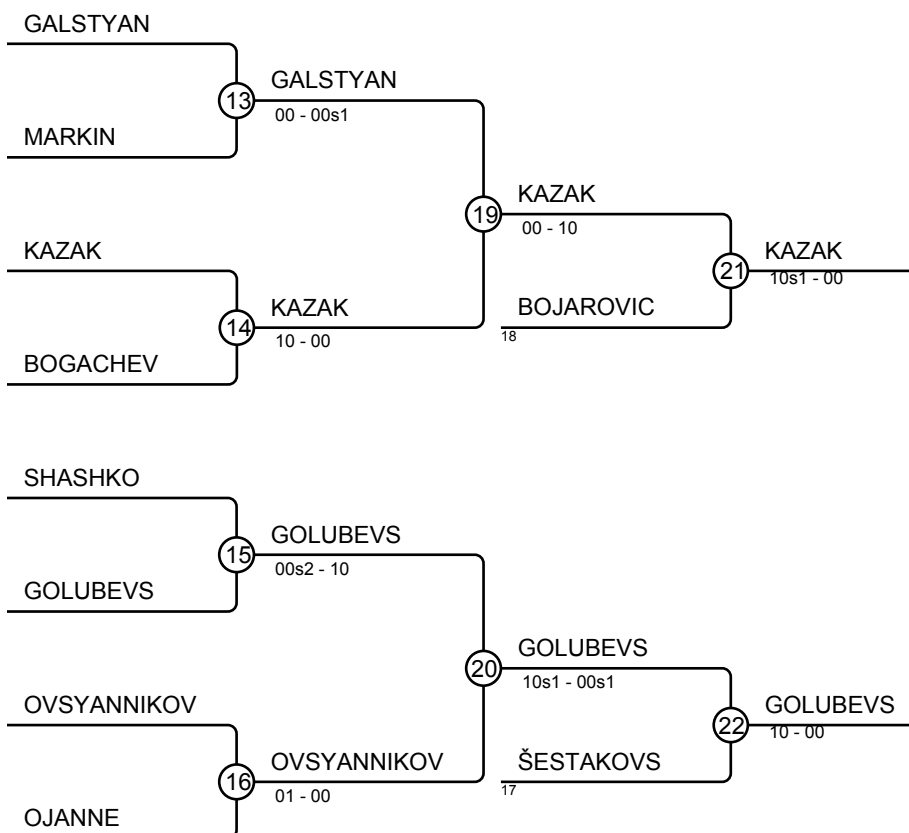 GALSTYAN
13
GALSTYAN
00 - 00s1
MARKIN
19
KAZAK
00 - 10
KAZAK
21
KAZAK
10s1 - 00
14
KAZAK
10 - 00
BOJAROVIC
18
BOGACHEV
SHASHKO
15
GOLUBEVS
00s2 - 10
GOLUBEVS
20
GOLUBEVS
10s1 - 00s1
OVSYANNIKOV
22
GOLUBEVS
10 - 00
16
OVSYANNIKOV
01 - 00
ŠESTAKOVS
17
OJANNE